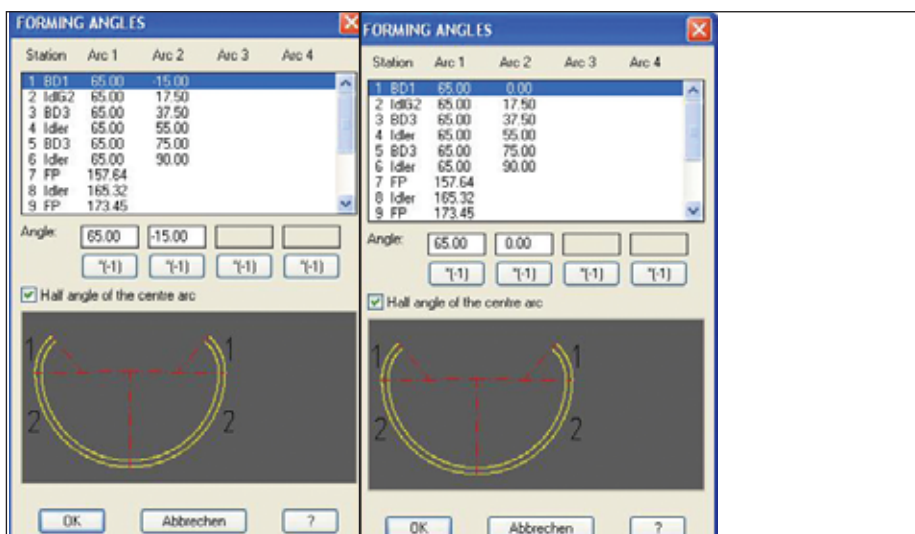 FORMING ANGLES
Station Arc 1 Arc 2 Arc 3 Arc 4
1 BD1 65.00 -15.00
2 IdlG2 65.00 17.50
3 BD3 65.00 37.50
4 Idler 65.00 55.00
5 BD3 65.00 75.00
6 Idler 65.00 90.00
7 FP 157.64
8 Idler 165.32
9 FP 173.45
Angle: 65.00 -15.00
*(-1) *(-1) *(-1) *(-1)
Half angle of the centre arc
1 1
2 2
OK Abbrechen ?
FORMING ANGLES
Station Arc 1 Arc 2 Arc 3 Arc 4
1 BD1 65.00 0.00
2 IdlG2 65.00 17.50
3 BD3 65.00 37.50
4 Idler 65.00 55.00
5 BD3 65.00 75.00
6 Idler 65.00 90.00
7 FP 157.64
8 Idler 165.32
9 FP 173.45
Angle: 65.00 0.00
*(-1) *(-1) *(-1) *(-1)
Half angle of the centre arc
1 1
2 2
OK Abbrechen ?